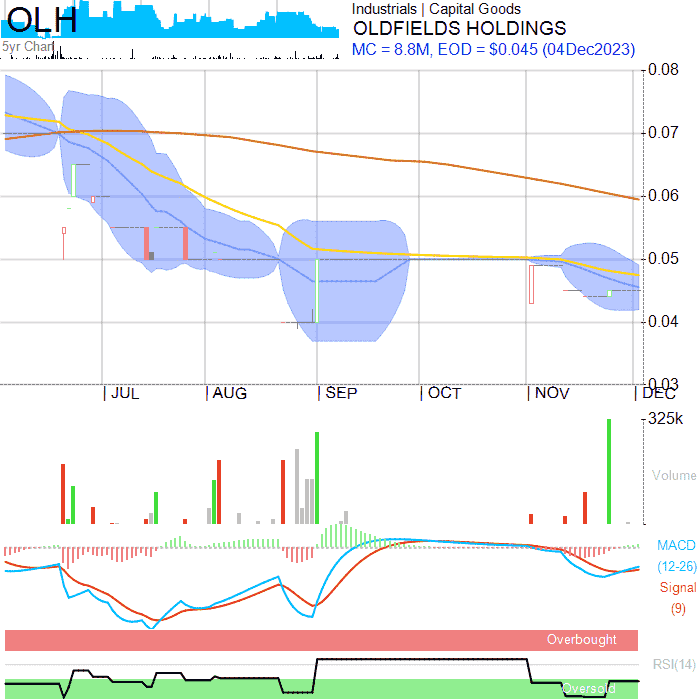 OLH
Industrials | Capital Goods
OLDFIELDS HOLDINGS
5yr Chart
MC = 8.8M, EOD = $0.045 (04Dec2023)
0.08
0.07
0.06
0.05
0.04
0.03
JUL AUG SEP OCT NOV DEC
325k
Volume
MACD
(12-26)
Signal
(9)
Overbought
RSI(14)
Oversold